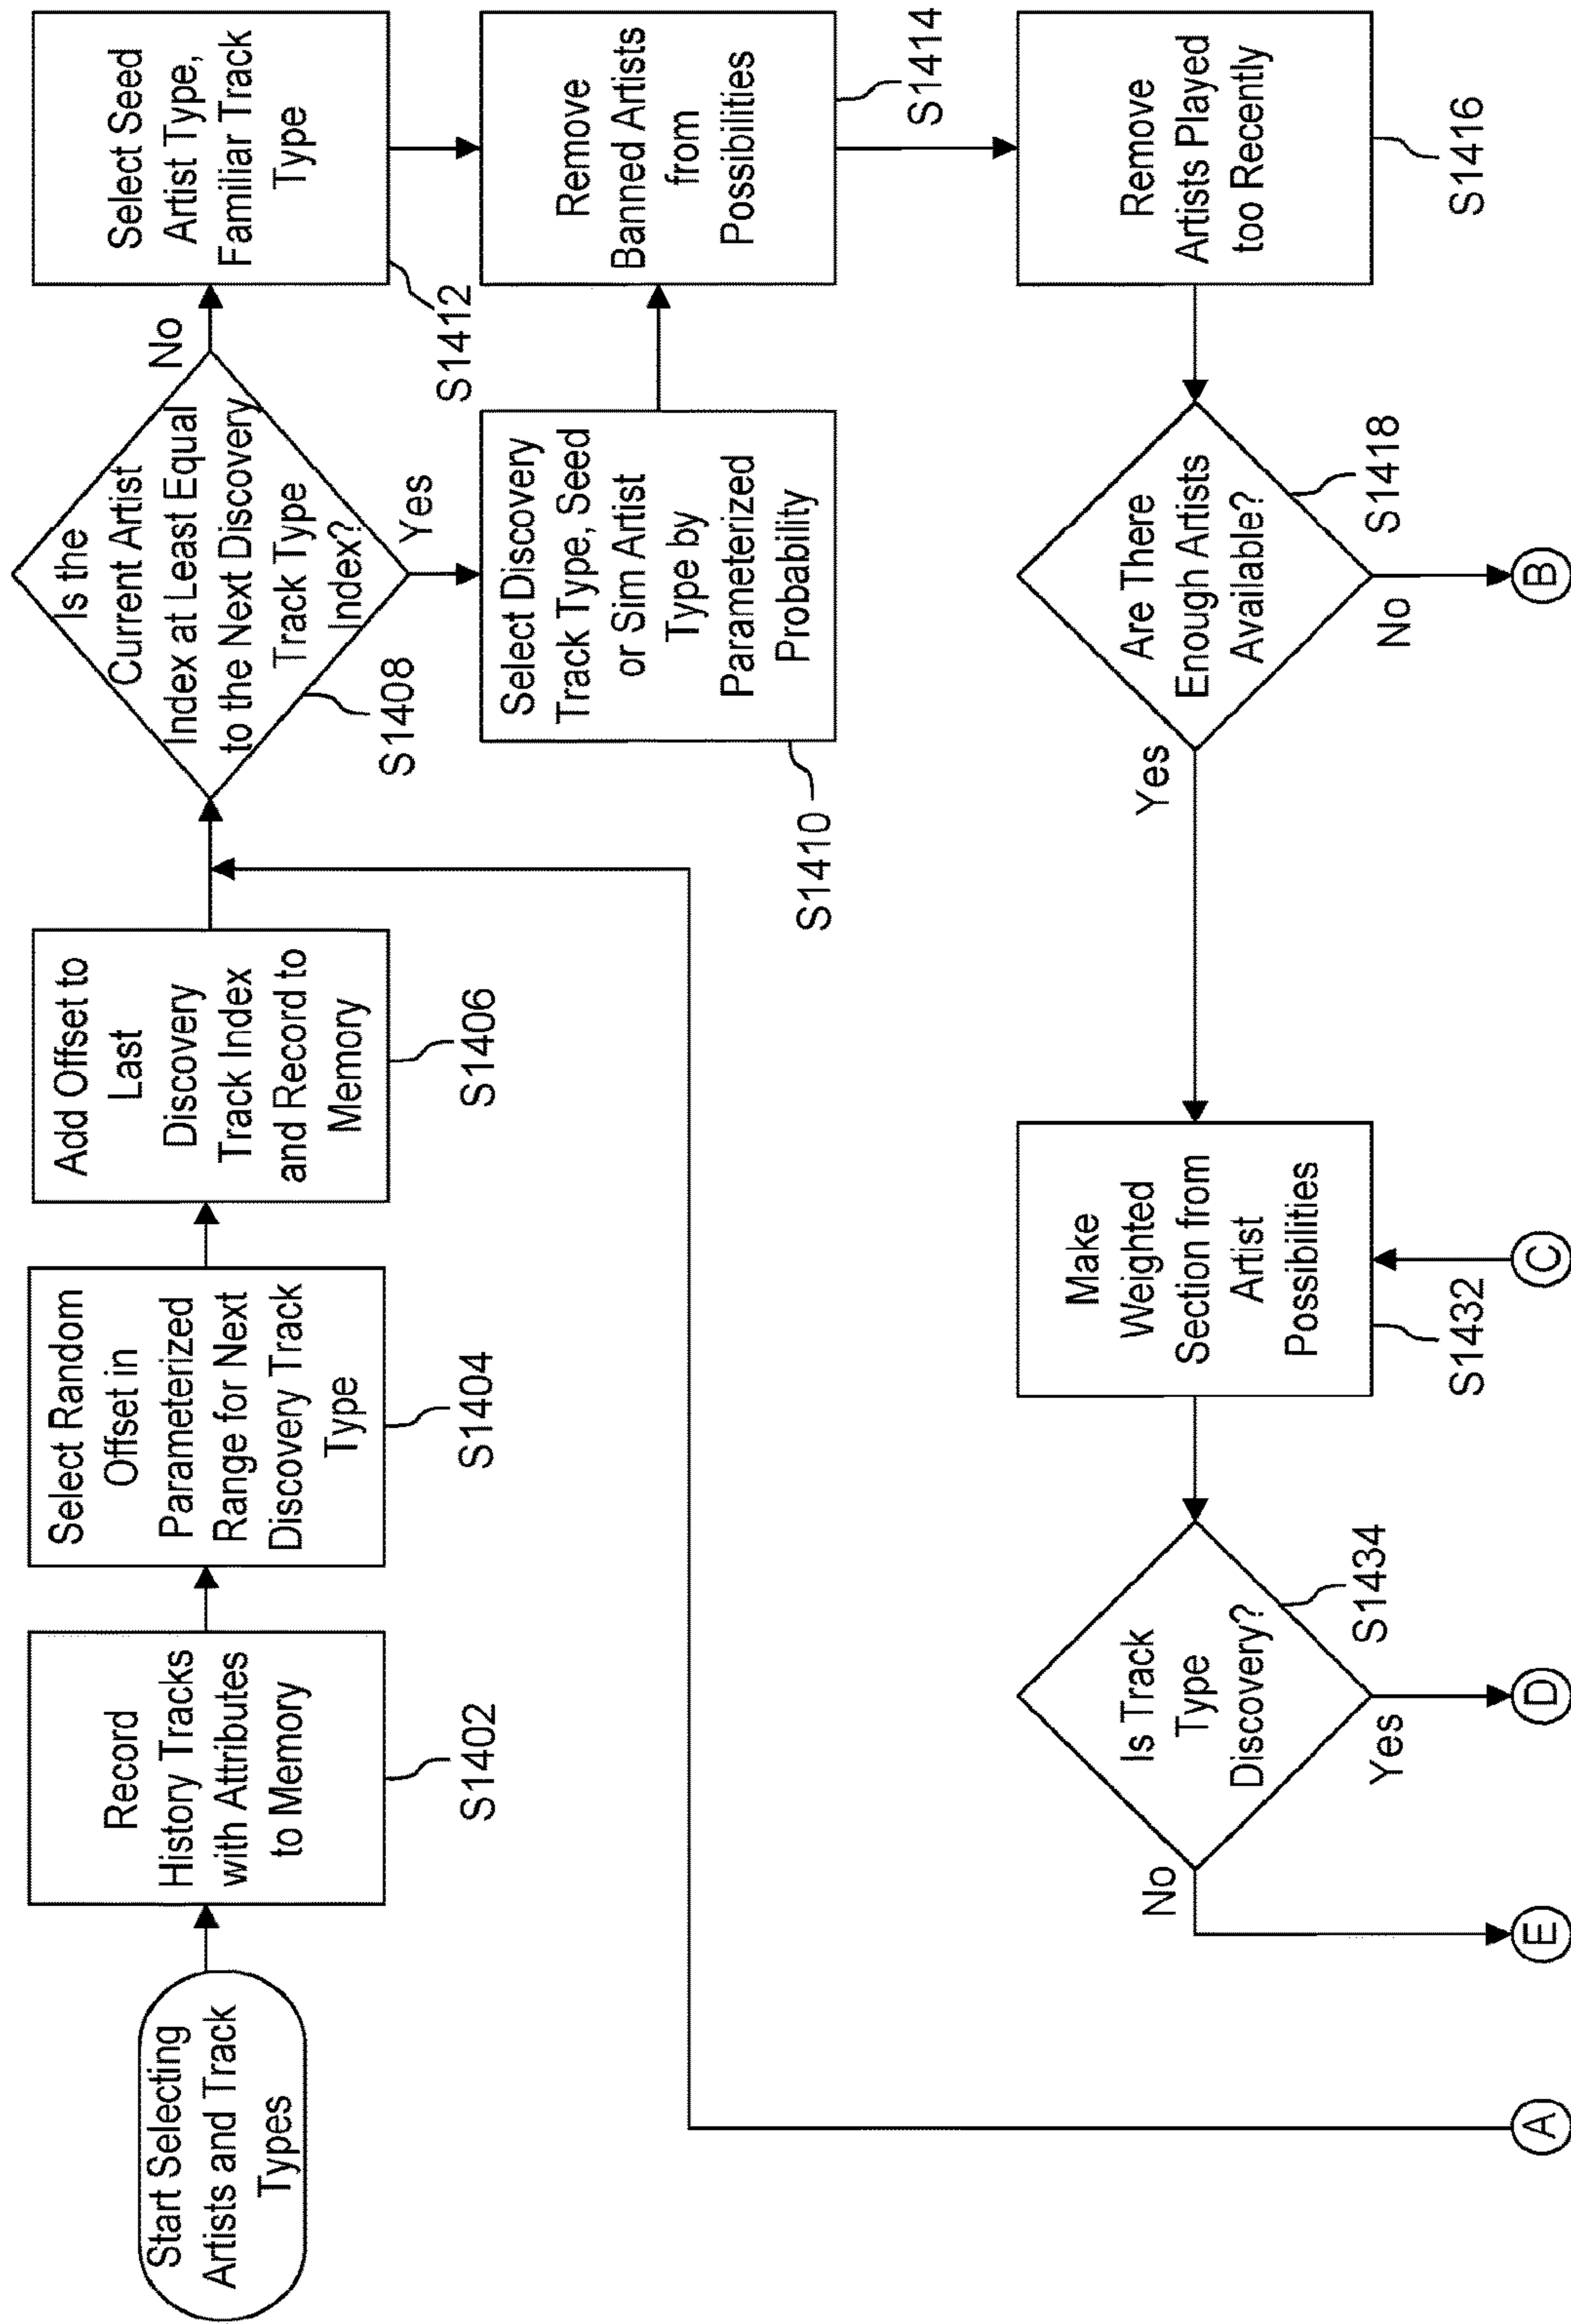 Start Selecting
Artists and Track
Types
Record
History Tracks
with Attributes
to Memory
S1402
Select Random
Offset in
Parameterized
Range for Next
Discovery Track
Type
S1404
Add Offset to
Last
Discovery
Track Index
and Record to
Memory
S1406
Is the
Current Artist
Index at Least Equal
to the Next Discovery
Track Type
Index?
S1408
No
Yes
Select Seed
Artist Type,
Familiar Track
Type
S1412
Select Discovery
Track Type, Seed
or Sim Artist
Type by
Parameterized
Probability
S1410
Remove
Banned Artists
from
Possibilities
S1414
Remove
Artists Played
too Recently
S1416
Are There
Enough Artists
Available?
S1418
Yes
No
B
Make
Weighted
Section from
Artist
Possibilities
S1432
C
Is Track
Type
Discovery?
S1434
Yes
D
No
E
A